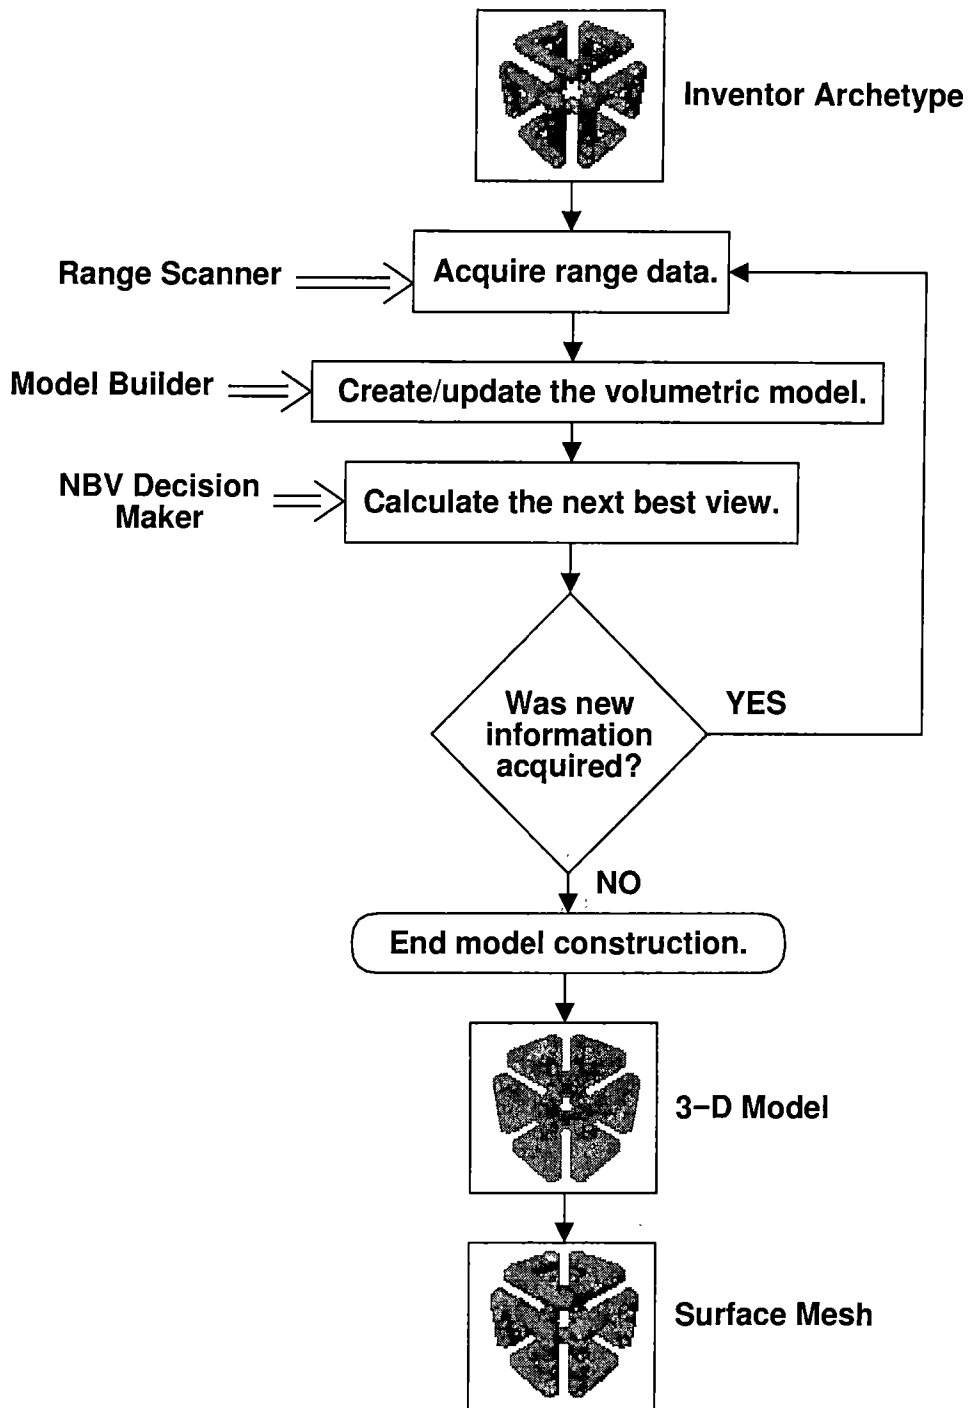 Inventor Archetype
Range Scanner
Acquire range data.
Model Builder
Create/update the volumetric model.
NBV Decision
Maker
Calculate the next best view.
Was new
information
acquired?
YES
NO
End model construction.
3-D Model
Surface Mesh